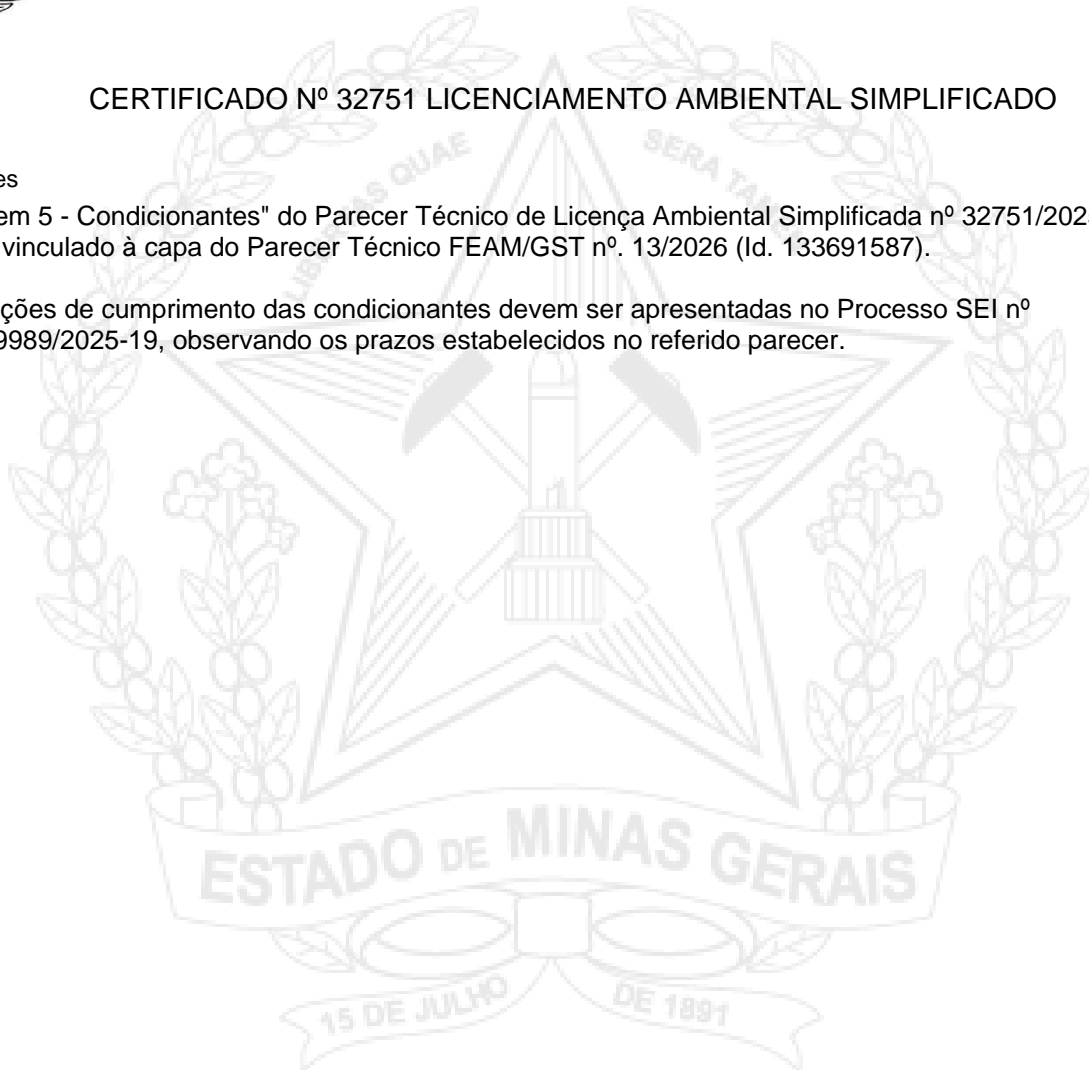 CERTIFICADO Nº 32751 LICENCIAMENTO AMBIENTAL SIMPLIFICADO
es
em 5 - Condicionantes" do Parecer Técnico de Licença Ambiental Simplificada nº 32751/202
vinculado à capa do Parecer Técnico FEAM/GST nº. 13/2026 (Id. 133691587).
ções de cumprimento das condicionantes devem ser apresentadas no Processo SEI nº
9989/2025-19, observando os prazos estabelecidos no referido parecer.
LIBERTAS QUAE SERA TAMEN
ESTADO DE MINAS GERAIS
15 DE JULHO DE 1891